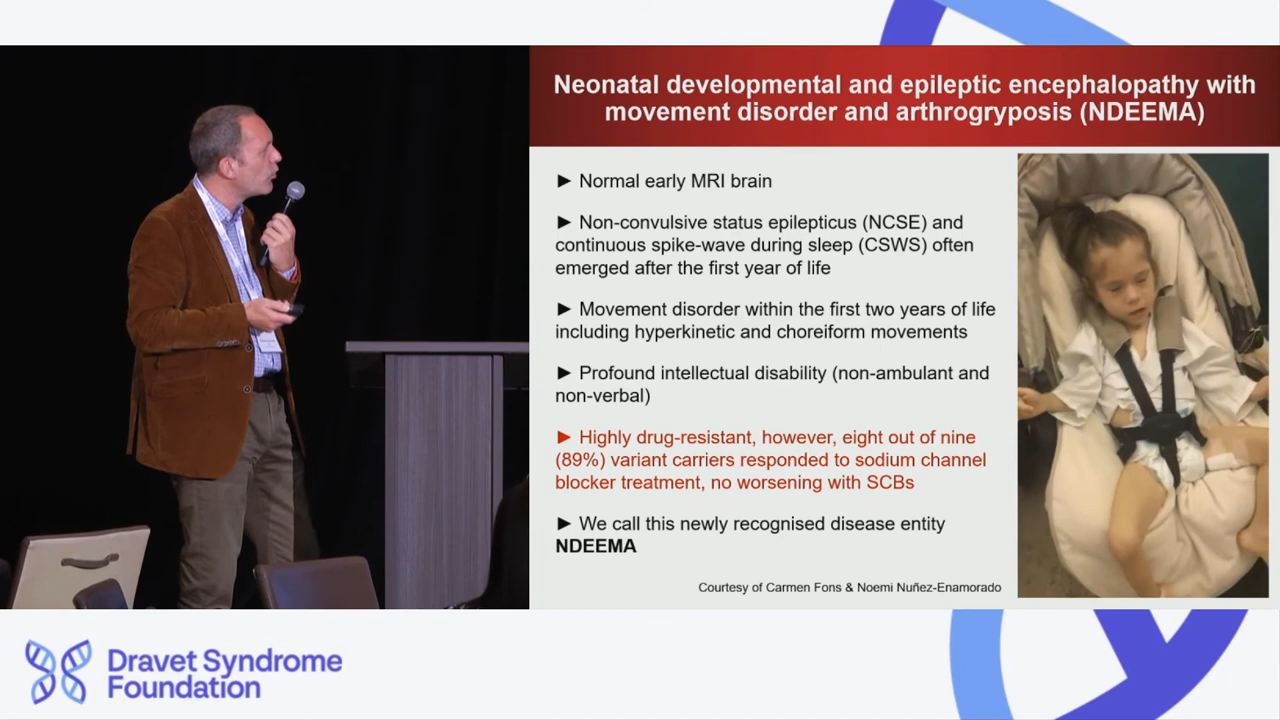 Neonatal developmental and epileptic encephalopathy with
movement disorder and arthrogryposis (NDEEMA)
► Normal early MRI brain
► Non-convulsive status epilepticus (NCSE) and
continuous spike-wave during sleep (CSWS) often
emerged after the first year of life
► Movement disorder within the first two years of life
including hyperkinetic and choreiform movements
► Profound intellectual disability (non-ambulant and
non-verbal)
► Highly drug-resistant, however, eight out of nine
(89%) variant carriers responded to sodium channel
blocker treatment, no worsening with SCBs
► We call this newly recognised disease entity
NDEEMA
Courtesy of Carmen Fons & Noemi Nuñez-Enamorado
Dravet Syndrome
Foundation